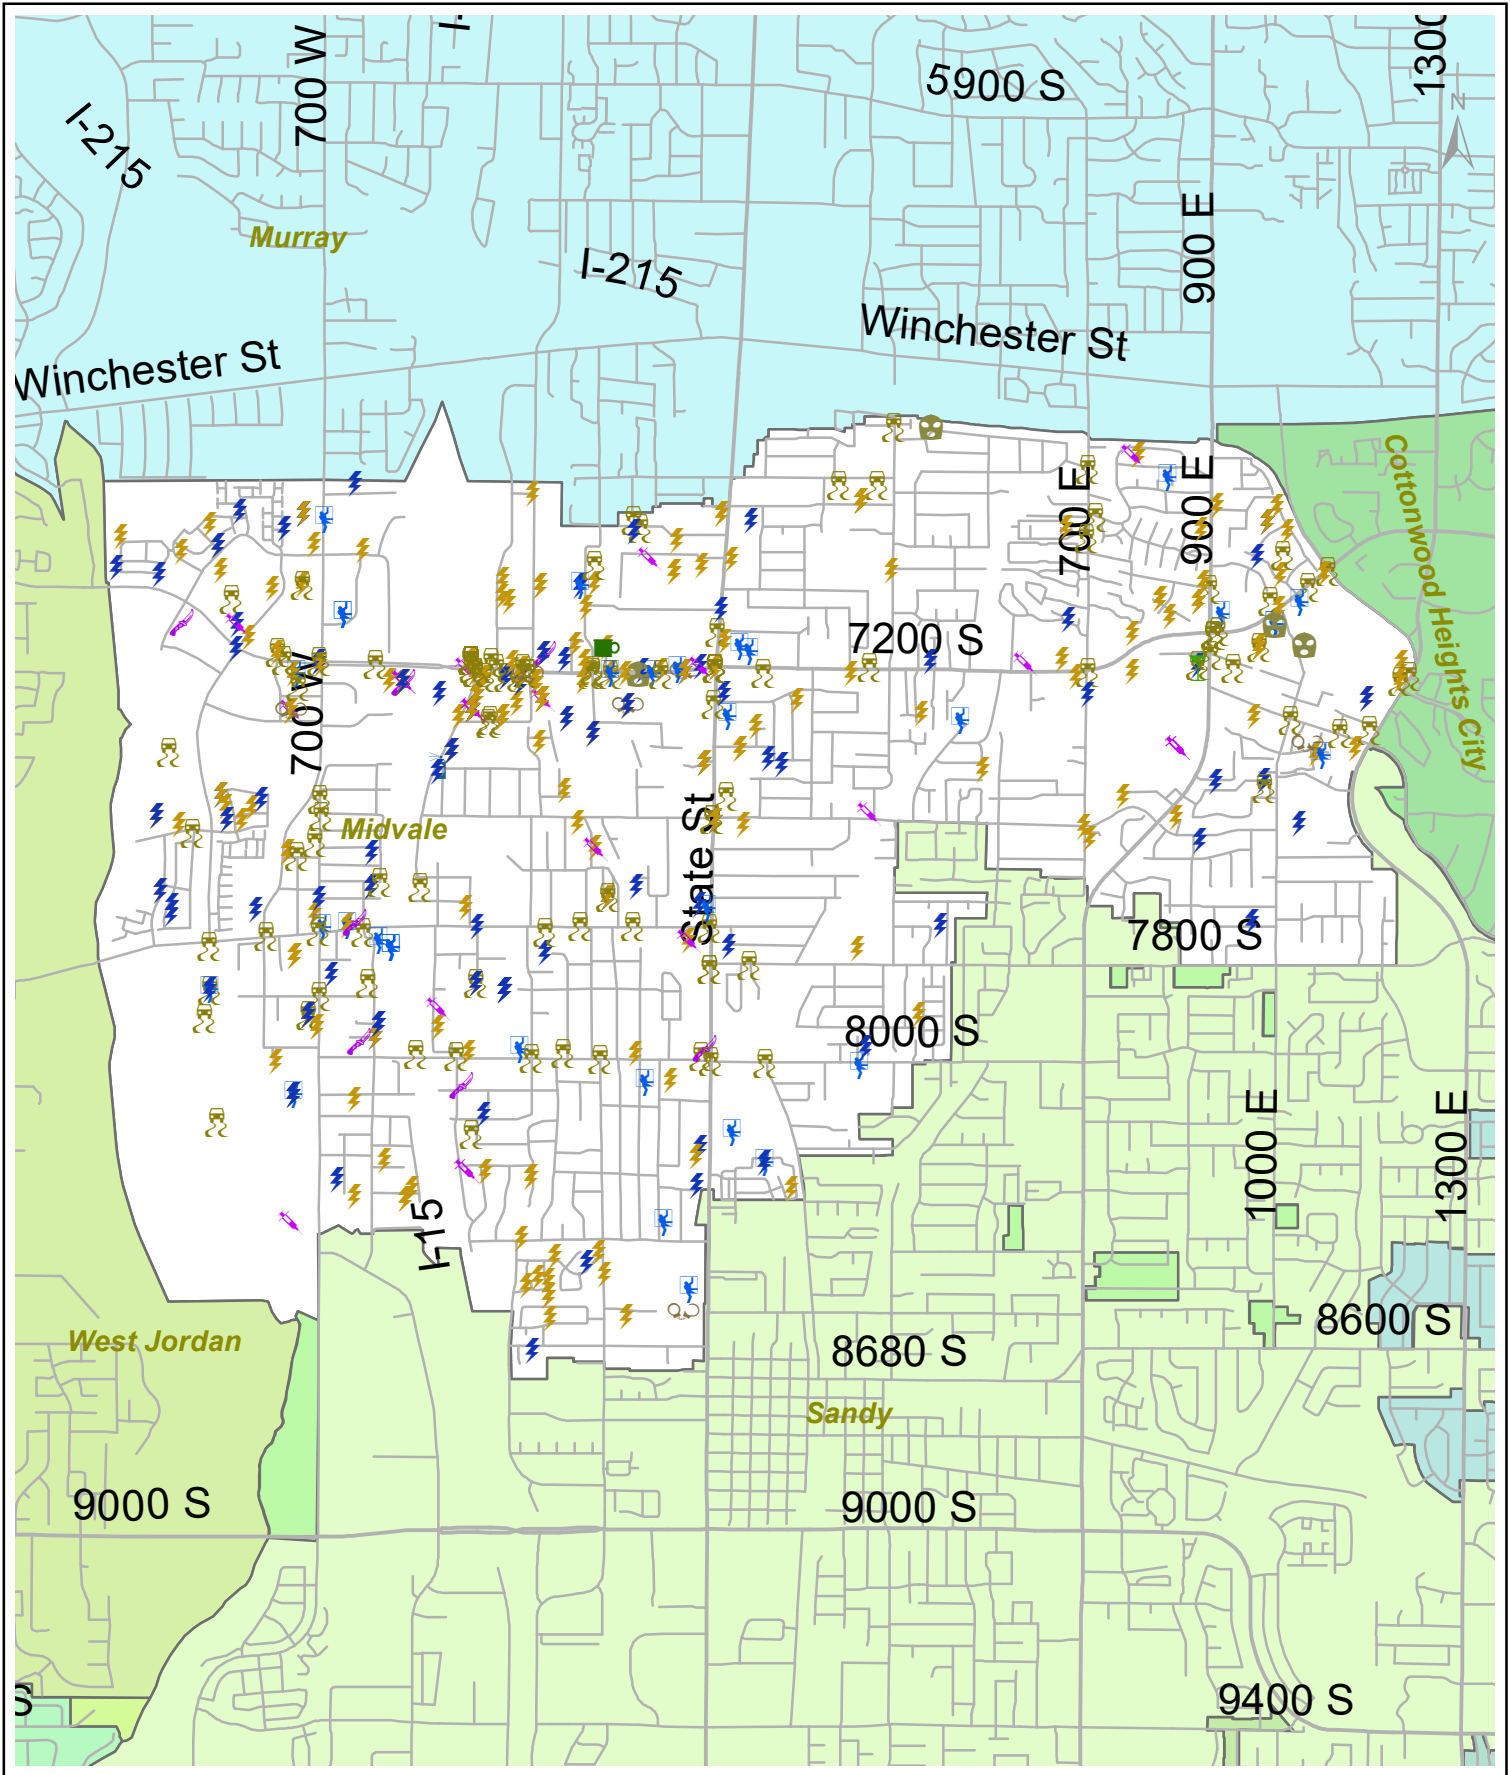 I-
700 W
1300
5900 S
N
I-215
900 E
Murray
I-215
Winchester St
Winchester St
Cottonwood Heights City
700 E
900 E
7200 S
700 W
Midvale
State St
7800 S
8000 S
1000 E
1300 E
I-15
8600 S
West Jordan
8680 S
Sandy
9000 S
9000 S
S
9400 S